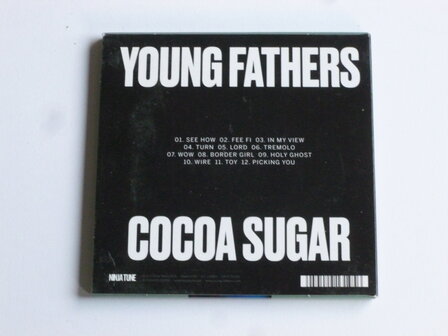 YOUNG FATHERS
01. SEE HOW 02. FEE FI 03. IN MY VIEW
04. TURN 05. LORD 06. TREMOLO
07. WOW 08. BORDER GIRL 09. HOLY GHOST
10. WIRE 11. TOY 12. PICKING YOU
COCOA SUGAR
NINJA TUNE